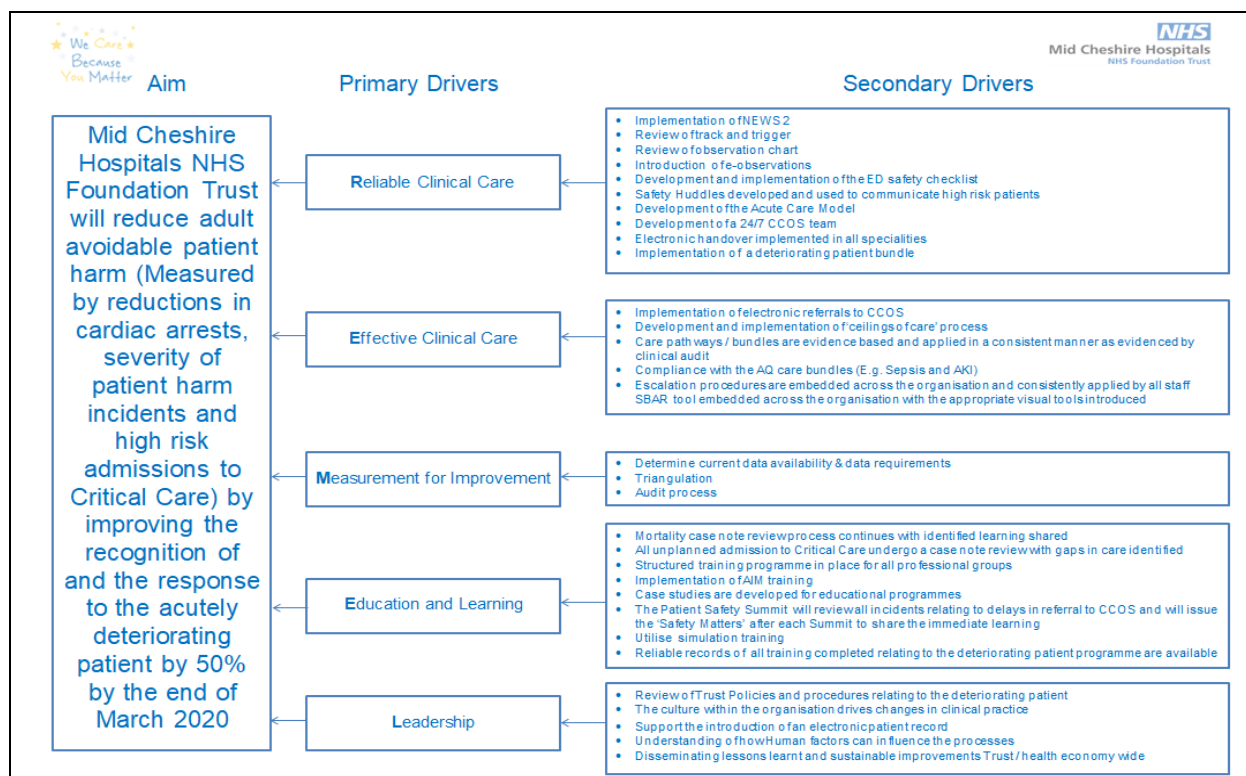 We Care
Because
You Matter
NHS
Mid Cheshire Hospitals
NHS Foundation Trust
Aim
Primary Drivers
Secondary Drivers
Mid Cheshire
Hospitals NHS
Foundation Trust
will reduce adult
avoidable patient
harm (Measured
by reductions in
cardiac arrests,
severity of
patient harm
incidents and
high risk
admissions to
Critical Care) by
improving the
recognition of
and the response
to the acutely
deteriorating
patient by 50%
by the end of
March 2020
Reliable Clinical Care
• Implementation of NEWS 2
• Review of track and trigger
• Review of observation chart
• Introduction of e-observations
• Development and implementation of the ED safety checklist
• Safety Huddles developed and used to communicate high risk patients
• Development of the Acute Care Model
• Development of a 24/7 CCOS team
• Electronic handover implemented in all specialities
• Implementation of a deteriorating patient bundle
Effective Clinical Care
• Implementation of electronic referrals to CCOS
• Development and implementation of 'ceilings of care' process
• Care pathways / bundles are evidence based and applied in a consistent manner as evidenced by
clinical audit
• Compliance with the AQ care bundles (E.g. Sepsis and AKI)
• Escalation procedures are embedded across the organisation and consistently applied by all staff
SBAR tool embedded across the organisation with the appropriate visual tools introduced
Measurement for Improvement
• Determine current data availability & data requirements
• Triangulation
• Audit process
Education and Learning
• Mortality case note review process continues with identified learning shared
• All unplanned admission to Critical Care undergo a case note review with gaps in care identified
• Structured training programme in place for all professional groups
• Implementation of AIM training
• Case studies are developed for educational programmes
• The Patient Safety Summit will review all incidents relating to delays in referral to CCOS and will issue
the 'Safety Matters' after each Summit to share the immediate learning
• Utilise simulation training
• Reliable records of all training completed relating to the deteriorating patient programme are available
Leadership
• Review of Trust Policies and procedures relating to the deteriorating patient
• The culture within the organisation drives changes in clinical practice
• Support the introduction of an electronic patient record
• Understanding of how Human factors can influence the processes
• Disseminating lessons learnt and sustainable improvements Trust / health economy wide